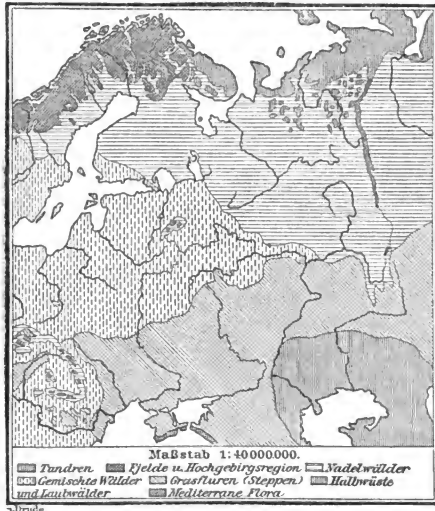 Maßstab 1:40000000.
Tundren Fjelde u. Hochgebirgsregion Nadelwälder
Gemischte Wälder Grasfluren (Steppen) Halbwüste
und Laubwälder Mediterrane Flora